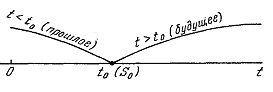 t<t₀ (прошлое)
t>t₀ (будущее)
0
t₀ (S₀)
t